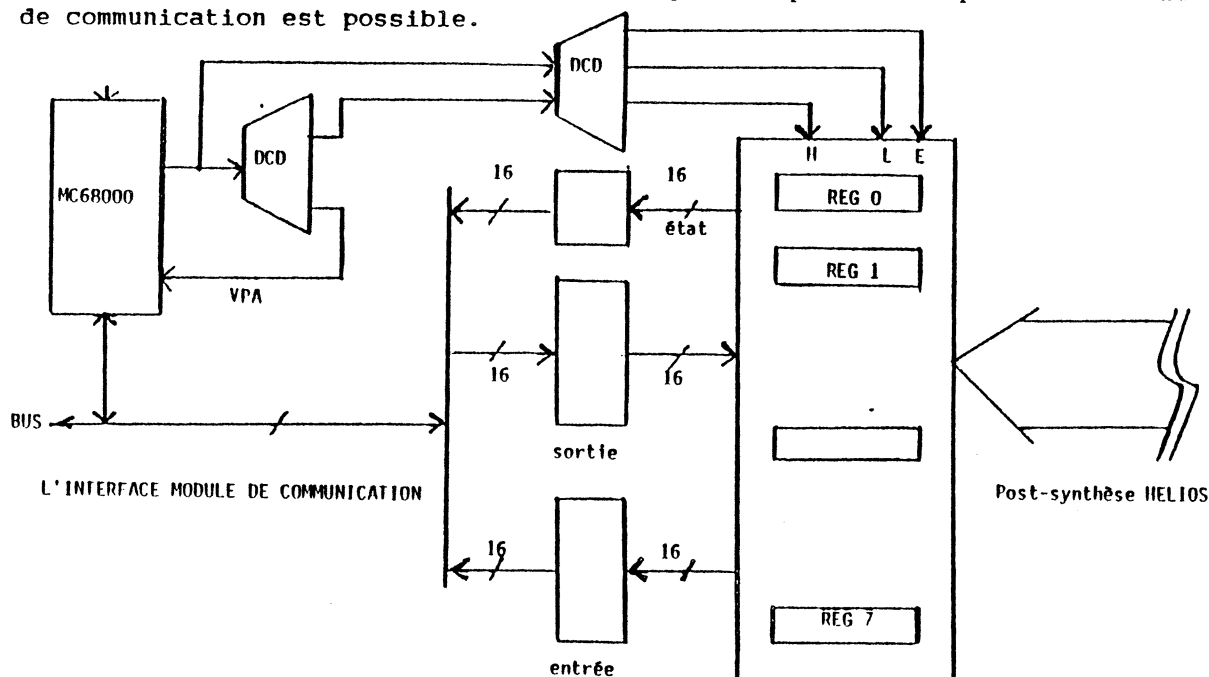 de communication est possible.
DCD
DCD
MC68000
VPA
H L E
16 16
état
REG 0
REG 1
16 16
sortie
BUS
L'INTERFACE MODULE DE COMMUNICATION
Post-synthèse HELIOS
16 16
REG 7
entrée